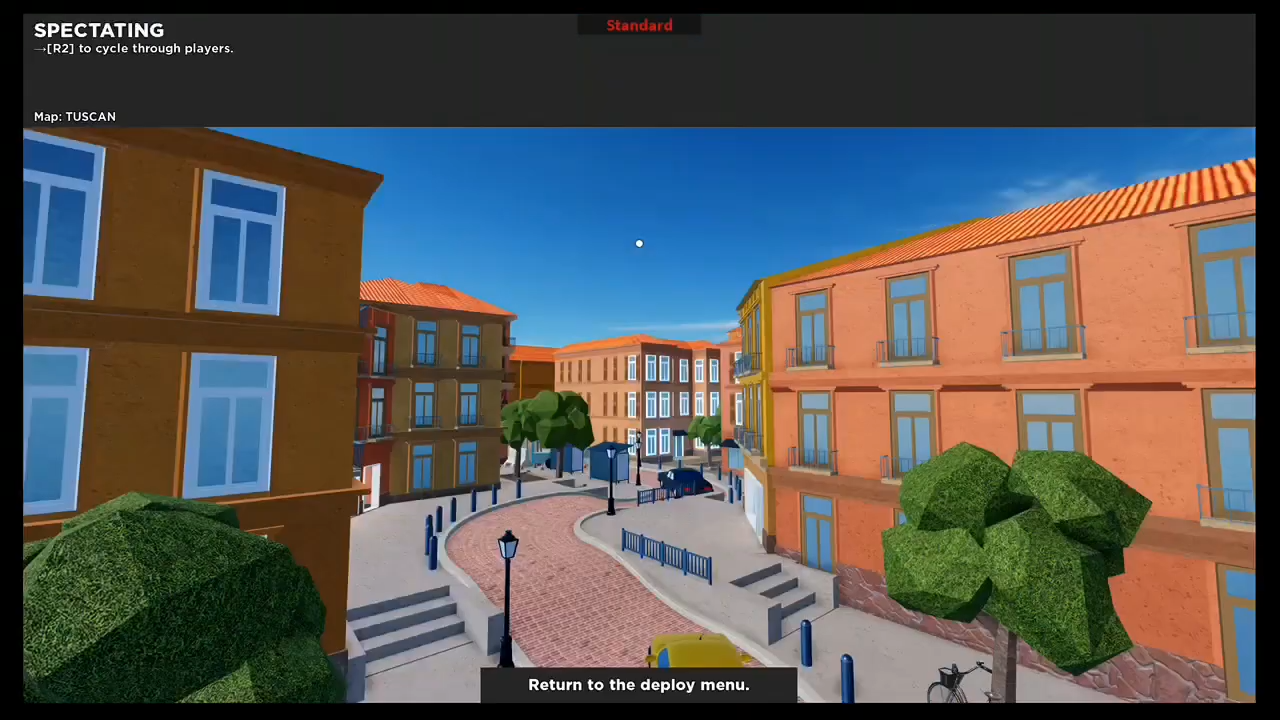 SPECTATING
→[R2] to cycle through players.
Standard
Map: TUSCAN
Return to the deploy menu.